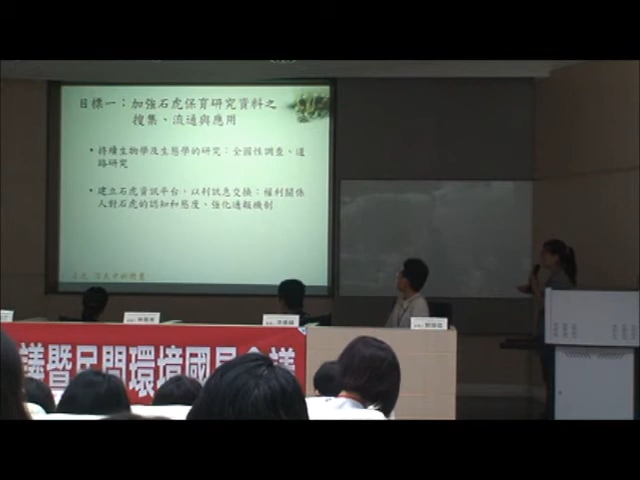 目標一：加強石虎保育研究資料之
搜集、流通與應用
• 持續生物學及生態學的研究：全國性調查、道
路研究
• 建立石虎資訊平台，以利訊息交換：權利關係
人對石虎的認知和態度、強化通報機制
議暨民間環境國是會議